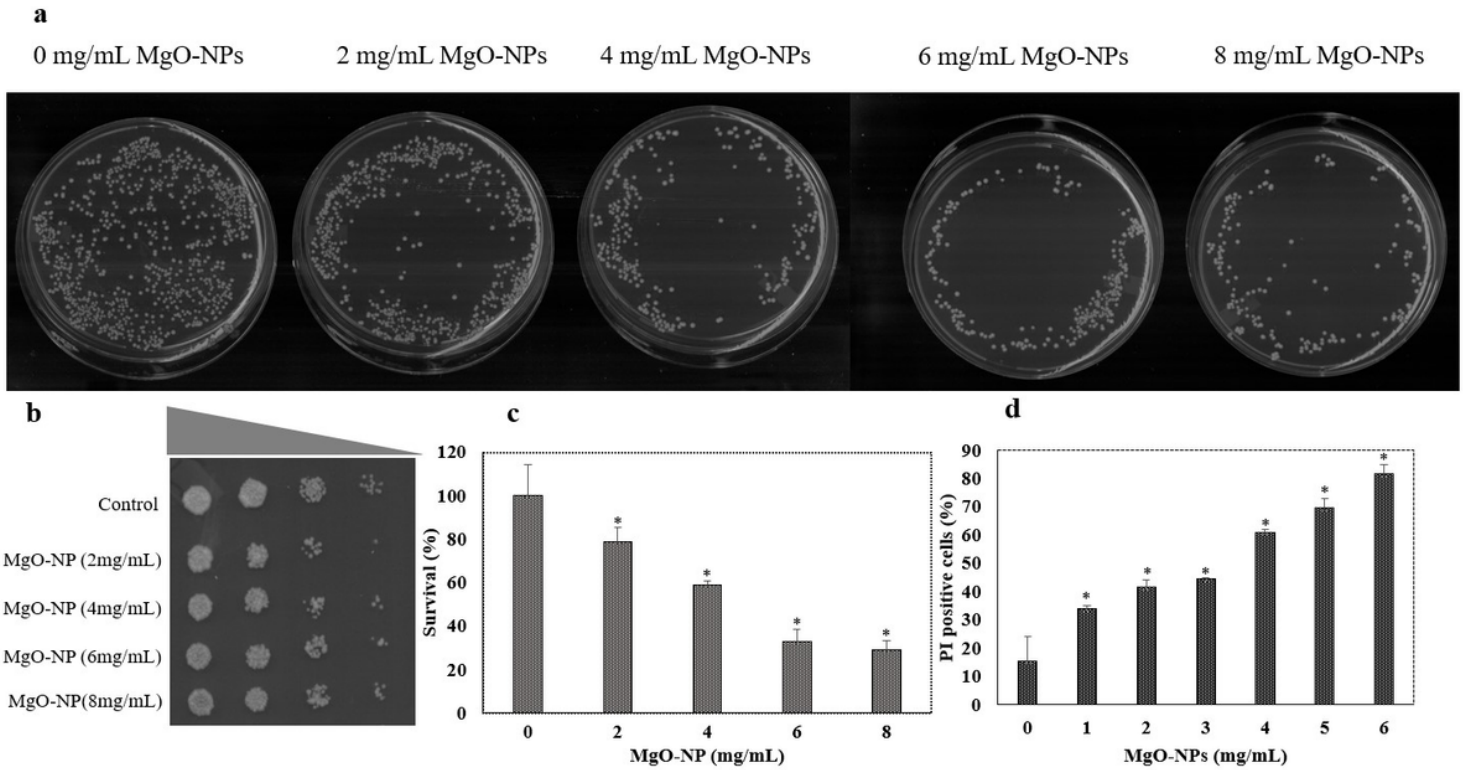 a
0 mg/mL MgO-NPs 2 mg/mL MgO-NPs 4 mg/mL MgO-NPs 6 mg/mL MgO-NPs 8 mg/mL MgO-NPs
b
Control
MgO-NP (2mg/mL)
MgO-NP (4mg/mL)
MgO-NP (6mg/mL)
MgO-NP(8mg/mL)
c
Survival (%)
120
100
80
60
40
20
0
* * * *
0 2 4 6 8
MgO-NP (mg/mL)
d
PI positive cells (%)
90
80
70
60
50
40
30
20
10
0
* * * * * *
0 1 2 3 4 5 6
MgO-NPs (mg/mL)